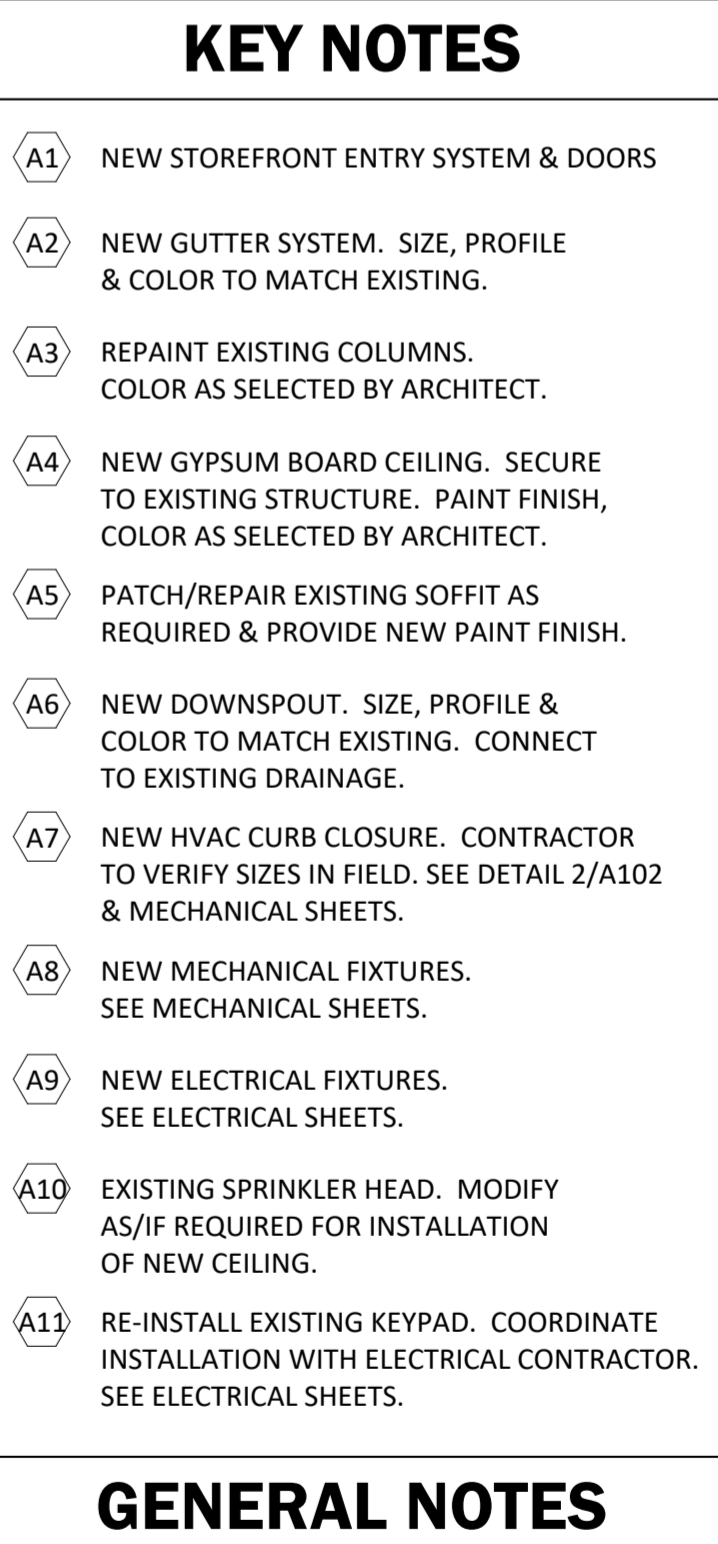 KEY NOTES
A1 NEW STOREFRONT ENTRY SYSTEM & DOORS
A2 NEW GUTTER SYSTEM.  SIZE, PROFILE
& COLOR TO MATCH EXISTING.
A3 REPAINT EXISTING COLUMNS.
COLOR AS SELECTED BY ARCHITECT.
A4 NEW GYPSUM BOARD CEILING.  SECURE
TO EXISTING STRUCTURE.  PAINT FINISH,
COLOR AS SELECTED BY ARCHITECT.
A5 PATCH/REPAIR EXISTING SOFFIT AS
REQUIRED & PROVIDE NEW PAINT FINISH.
A6 NEW DOWNSPOUT.  SIZE, PROFILE &
COLOR TO MATCH EXISTING.  CONNECT
TO EXISTING DRAINAGE.
A7 NEW HVAC CURB CLOSURE.  CONTRACTOR
TO VERIFY SIZES IN FIELD. SEE DETAIL 2/A102
& MECHANICAL SHEETS.
A8 NEW MECHANICAL FIXTURES.
SEE MECHANICAL SHEETS.
A9 NEW ELECTRICAL FIXTURES.
SEE ELECTRICAL SHEETS.
A10 EXISTING SPRINKLER HEAD.  MODIFY
AS/IF REQUIRED FOR INSTALLATION
OF NEW CEILING.
A11 RE-INSTALL EXISTING KEYPAD.  COORDINATE
INSTALLATION WITH ELECTRICAL CONTRACTOR.
SEE ELECTRICAL SHEETS.
GENERAL NOTES